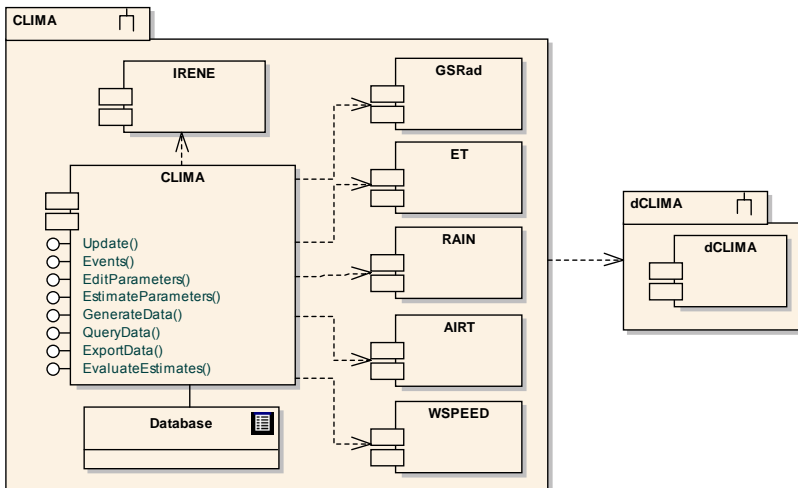 CLIMA
IRENE
GSRad
CLIMA
ET
Update()
Events()
EditParameters()
EstimateParameters()
GenerateData()
QueryData()
ExportData()
EvaluateEstimates()
RAIN
AIRT
Database
WSPEED
dCLIMA
dCLIMA